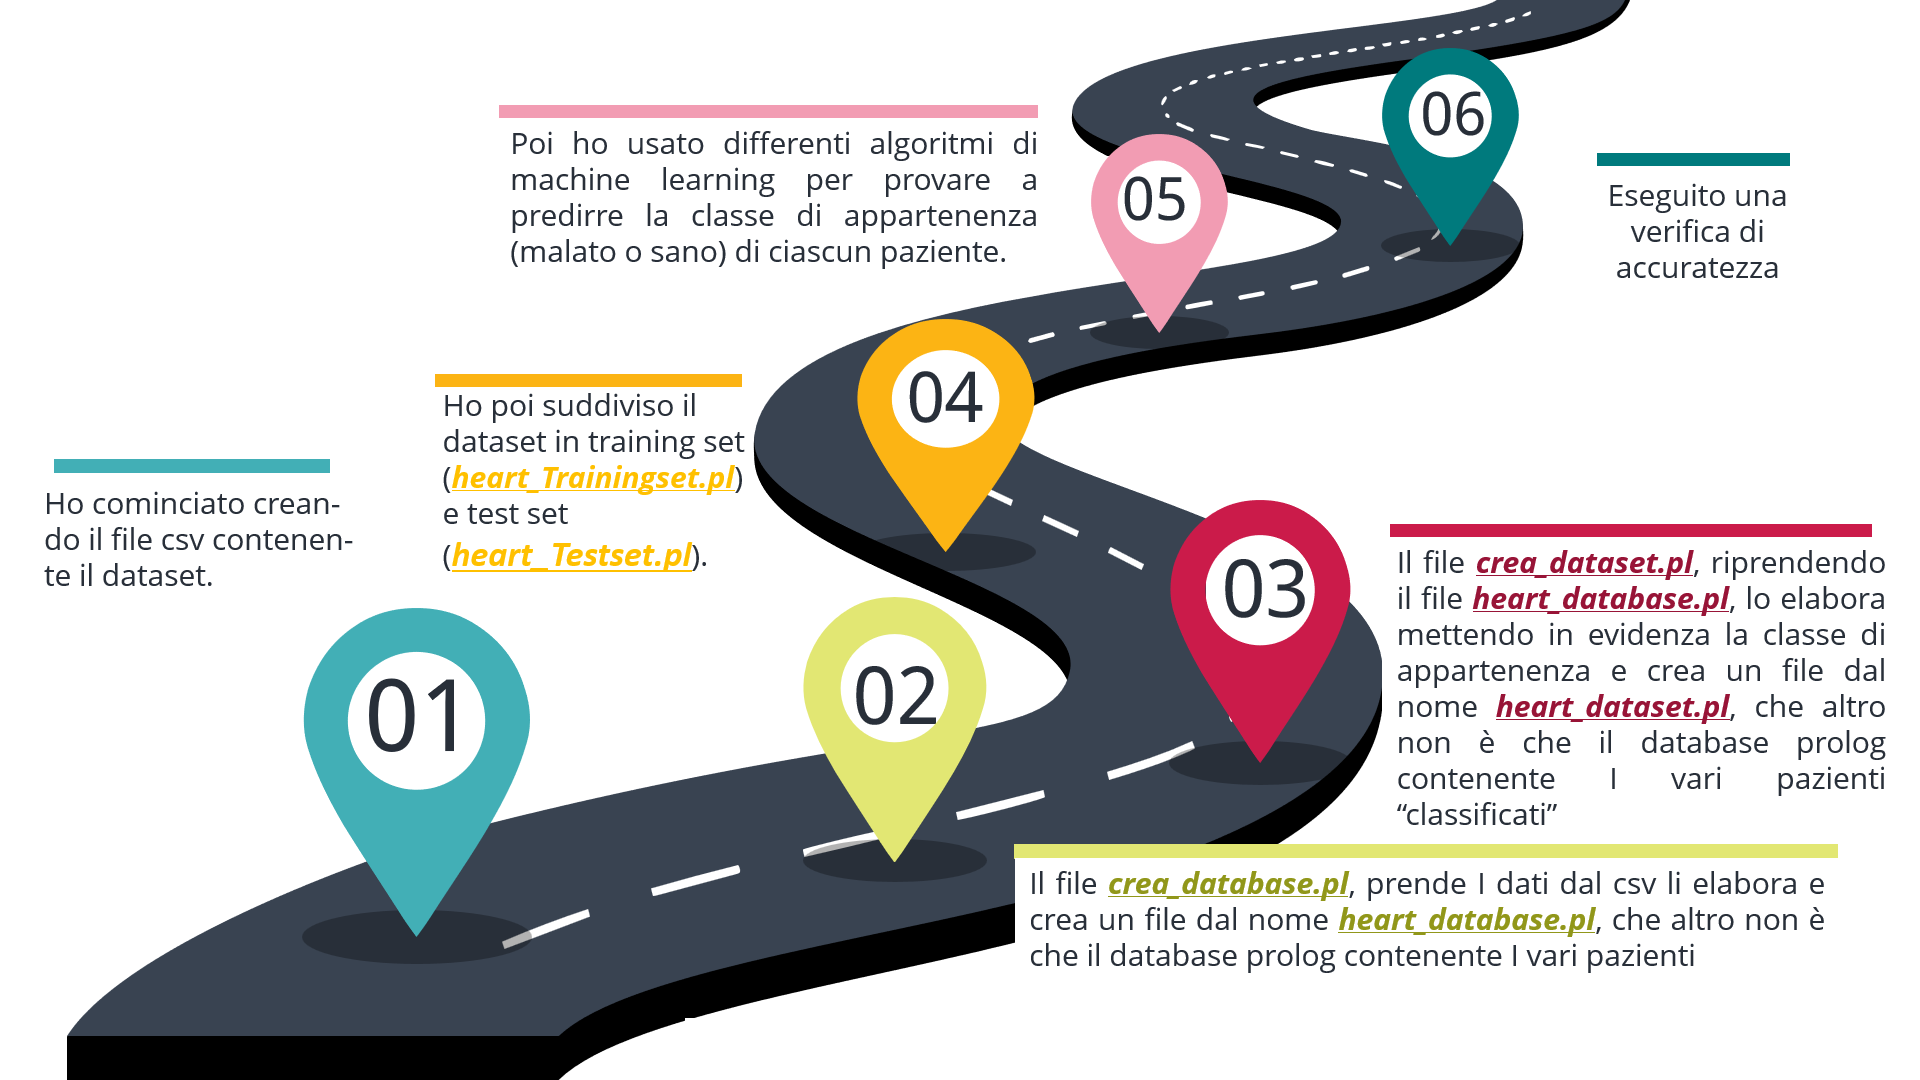 01
Ho cominciato crean-
do il file csv contenen-
te il dataset.
02
Il file crea_database.pl, prende I dati dal csv li elabora e
crea un file dal nome heart_database.pl, che altro non è
che il database prolog contenente I vari pazienti
03
Il file crea_dataset.pl, riprendendo
il file heart_database.pl, lo elabora
mettendo in evidenza la classe di
appartenenza e crea un file dal
nome heart_dataset.pl, che altro
non è che il database prolog
contenente I vari pazienti
“classificati”
04
Ho poi suddiviso il
dataset in training set
(heart_Trainingset.pl)
e test set
(heart_Testset.pl).
05
Poi ho usato differenti algoritmi di
machine learning per provare a
predirre la classe di appartenenza
(malato o sano) di ciascun paziente.
06
Eseguito una
verifica di
accuratezza